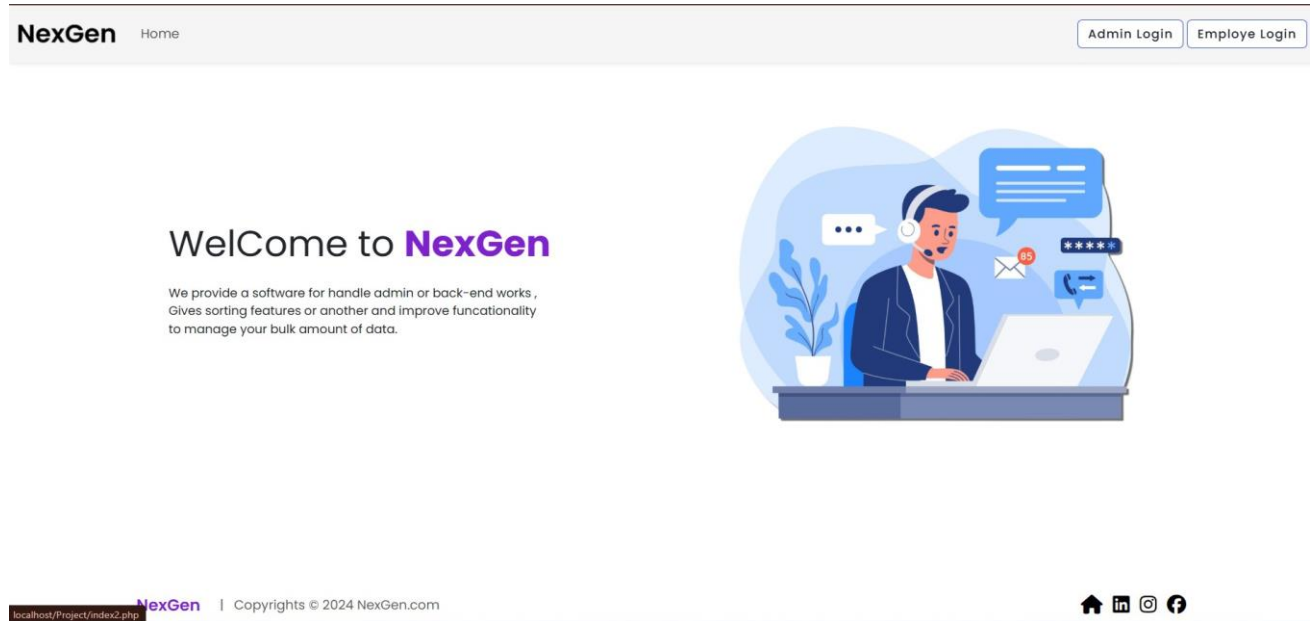 NexGen Home Admin Login Employe Login
WelCome to NexGen
We provide a software for handle admin or back-end works ,
Gives sorting features or another and improve funcationality
to manage your bulk amount of data.
85
*****
NexGen | Copyrights © 2024 NexGen.com
localhost/Project/index2.php